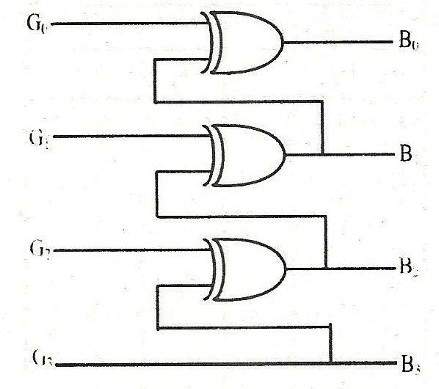 G₀ B₀
G₁ B
G₂ B₂
G₃ B₃